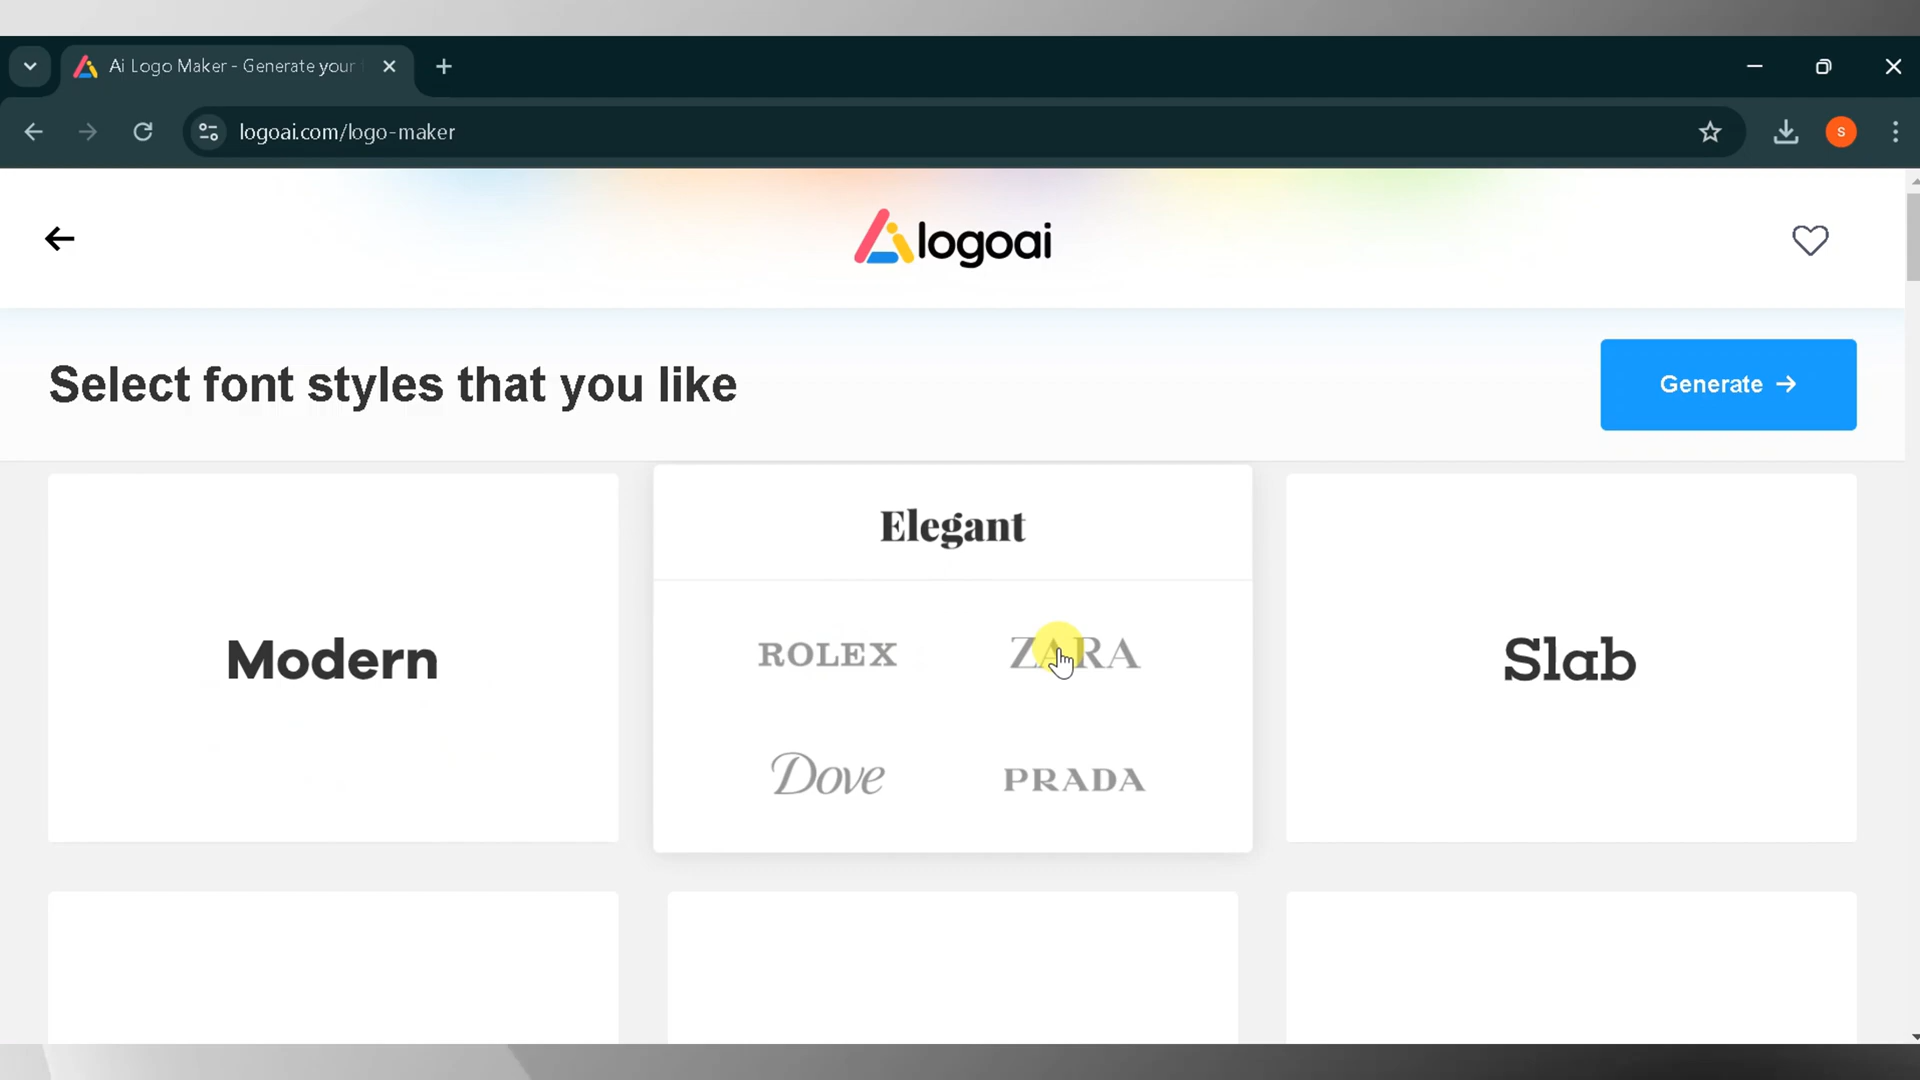 Ai Logo Maker - Generate your
logoai.com/logo-maker
S
logoai
Select font styles that you like
Generate →
Modern
Elegant
ROLEX
ZARA
Dove
PRADA
Slab